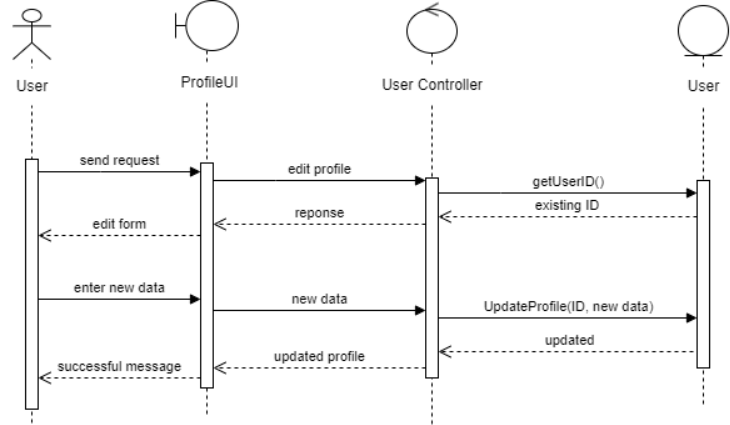 User
ProfileUI
User Controller
User
send request
edit profile
getUserID()
existing ID
reponse
edit form
enter new data
new data
UpdateProfile(ID, new data)
updated
updated profile
successful message